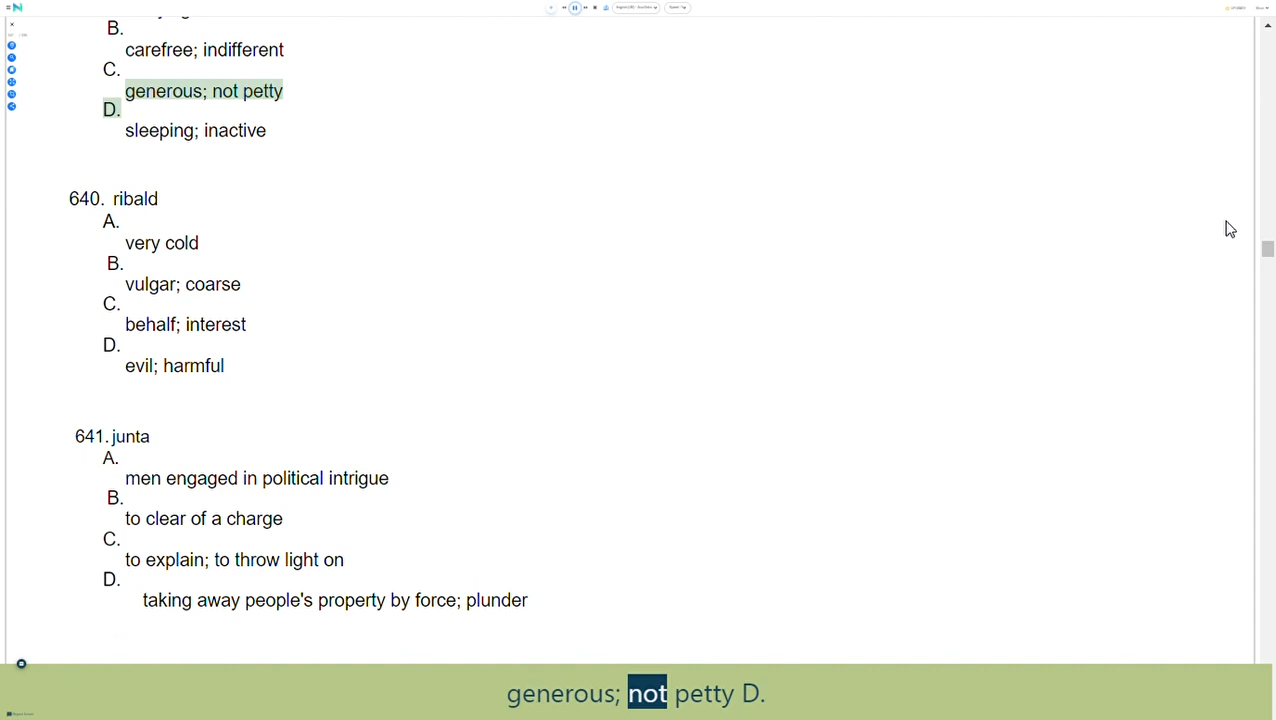 B.
carefree; indifferent
C.
generous; not petty
D.
sleeping; inactive
640. ribald
A.
very cold
B.
vulgar; coarse
C.
behalf; interest
D.
evil; harmful
641. junta
A.
men engaged in political intrigue
B.
to clear of a charge
C.
to explain; to throw light on
D.
taking away people's property by force; plunder
generous; not petty D.